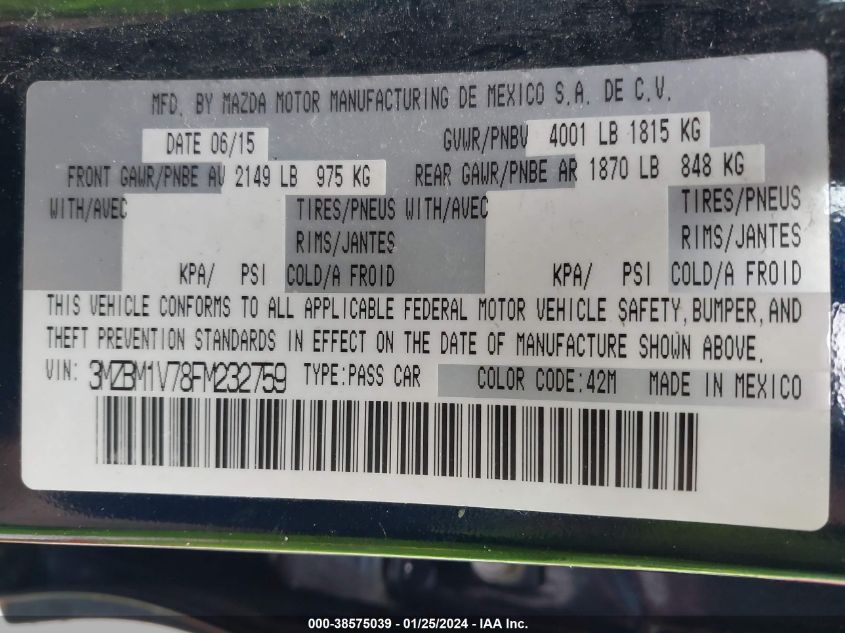 MFD. BY MAZDA MOTOR MANUFACTURING DE MEXICO S.A. DE C.V.
DATE 06/15 GVWR/PNBV 4001 LB 1815 KG
FRONT GAWR/PNBE AV 2149 LB 975 KG REAR GAWR/PNBE AR 1870 LB 848 KG
WITH/AVEC TIRES/PNEUS WITH/AVEC TIRES/PNEUS
RIMS/JANTES RIMS/JANTES
KPA/ PSI COLD/A FROID KPA/ PSI COLD/A FROID
THIS VEHICLE CONFORMS TO ALL APPLICABLE FEDERAL MOTOR VEHICLE SAFETY, BUMPER, AND
THEFT PREVENTION STANDARDS IN EFFECT ON THE DATE OF MANUFACTURE SHOWN ABOVE.
VIN: 3MZBM1V78FM232759 TYPE:PASS CAR COLOR CODE:42M MADE IN MEXICO
000-38575039 - 01/25/2024 - IAA Inc.